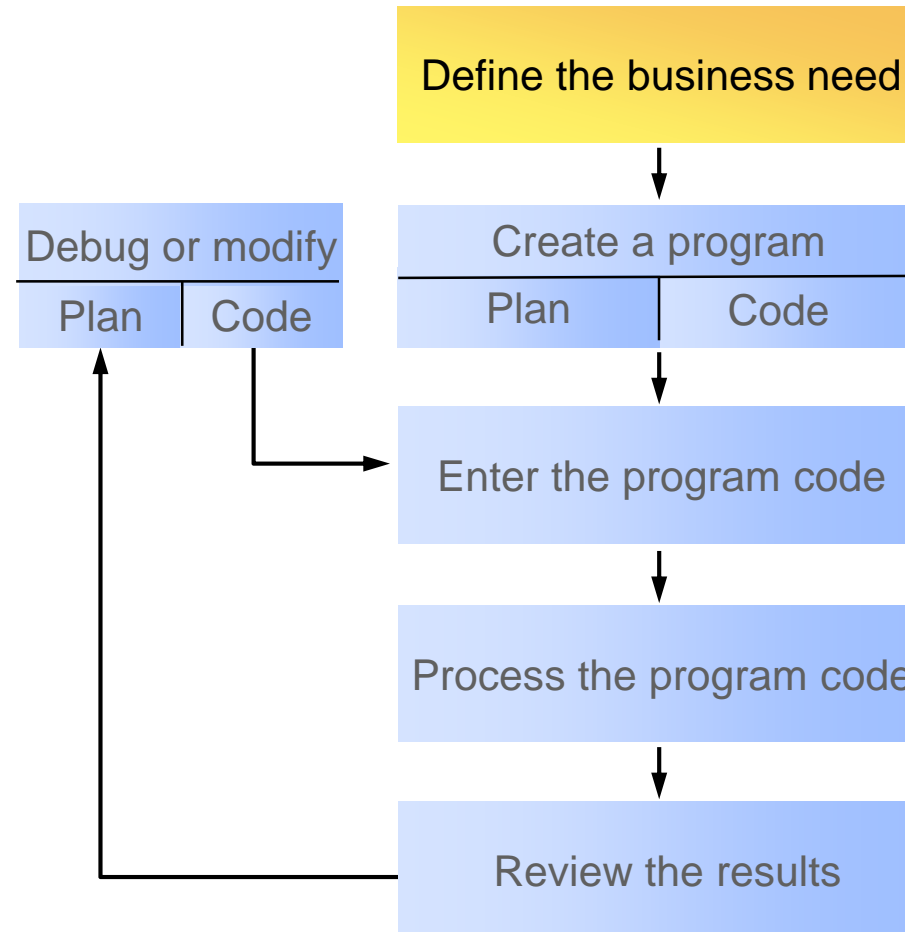 Define the business need
Debug or modify
Plan
Code
Create a program
Plan
Code
Enter the program code
Process the program code
Review the results